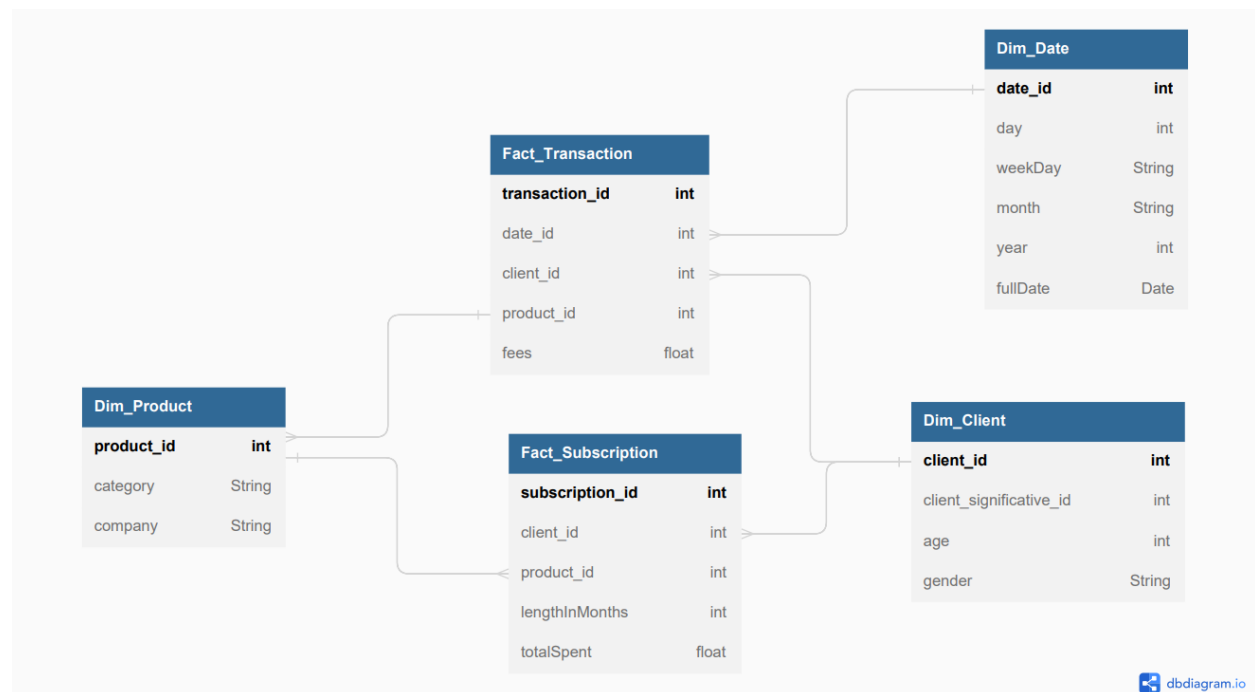 Dim_Date
date_id int
day int
weekDay String
month String
year int
fullDate Date
Fact_Transaction
transaction_id int
date_id int
client_id int
product_id int
fees float
Dim_Product
product_id int
category String
company String
Fact_Subscription
subscription_id int
client_id int
product_id int
lengthInMonths int
totalSpent float
Dim_Client
client_id int
client_significative_id int
age int
gender String
dbdiagram.io